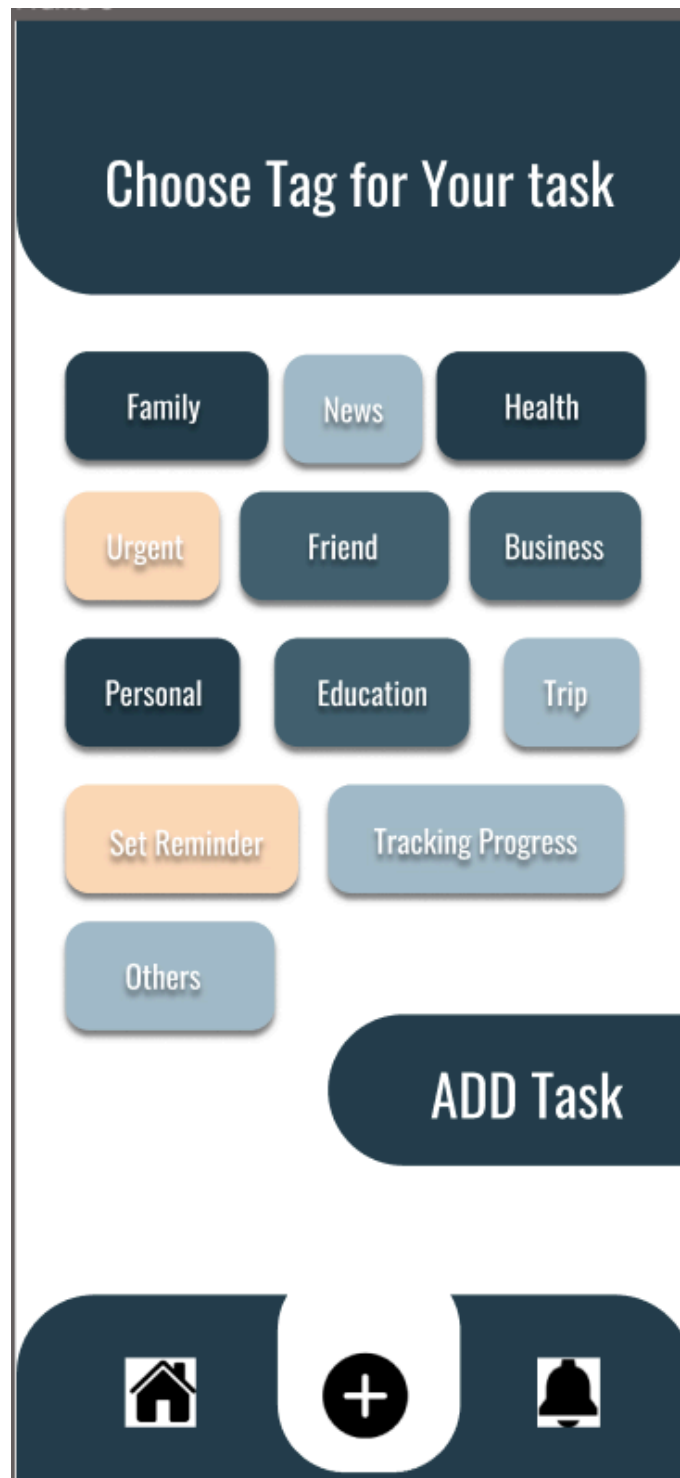 Choose Tag for Your task
Family News Health
Urgent Friend Business
Personal Education Trip
Set Reminder Tracking Progress
Others
ADD Task